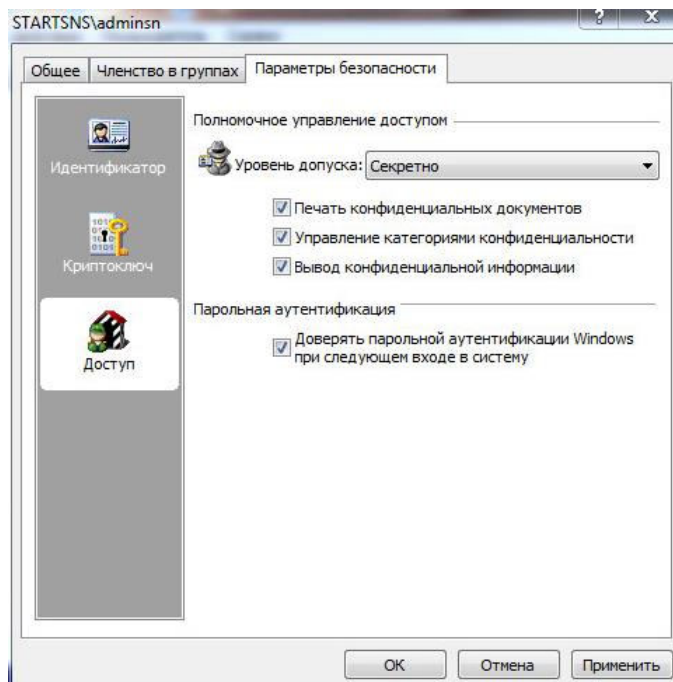 STARTSNS\adminsn
?
X
Общее
Членство в группах
Параметры безопасности
Идентификатор
Криптоключ
Доступ
Полномочное управление доступом
Уровень допуска: Секретно
Печать конфиденциальных документов
Управление категориями конфиденциальности
Вывод конфиденциальной информации
Парольная аутентификация
Доверять парольной аутентификации Windows
при следующем входе в систему
ОК
Отмена
Применить